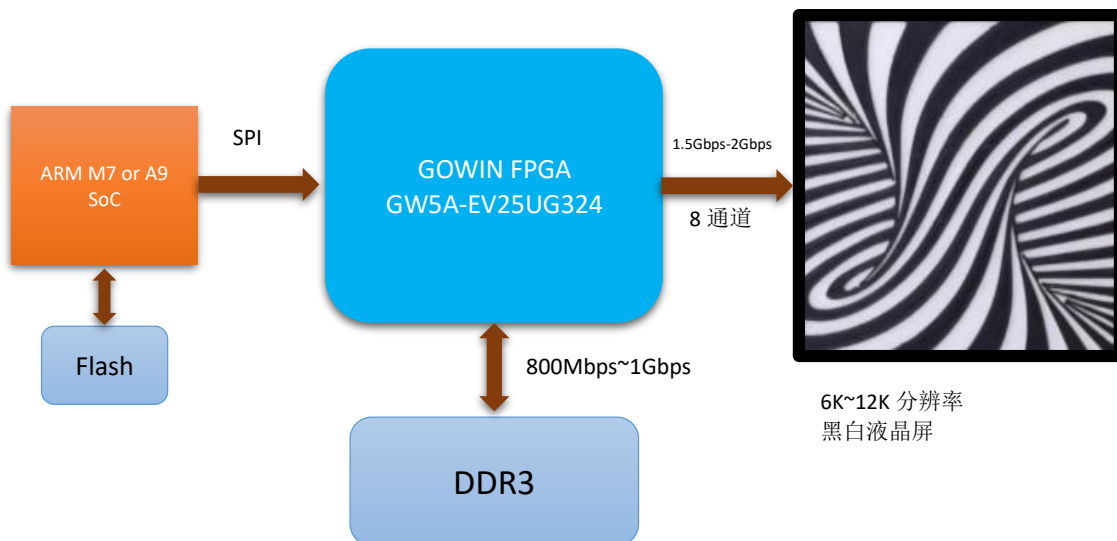 ARM M7 or A9
SoC
SPI
GOWIN FPGA
GW5A-EV25UG324
1.5Gbps-2Gbps
8 通道
Flash
800Mbps~1Gbps
DDR3
6K~12K 分辨率
黑白液晶屏